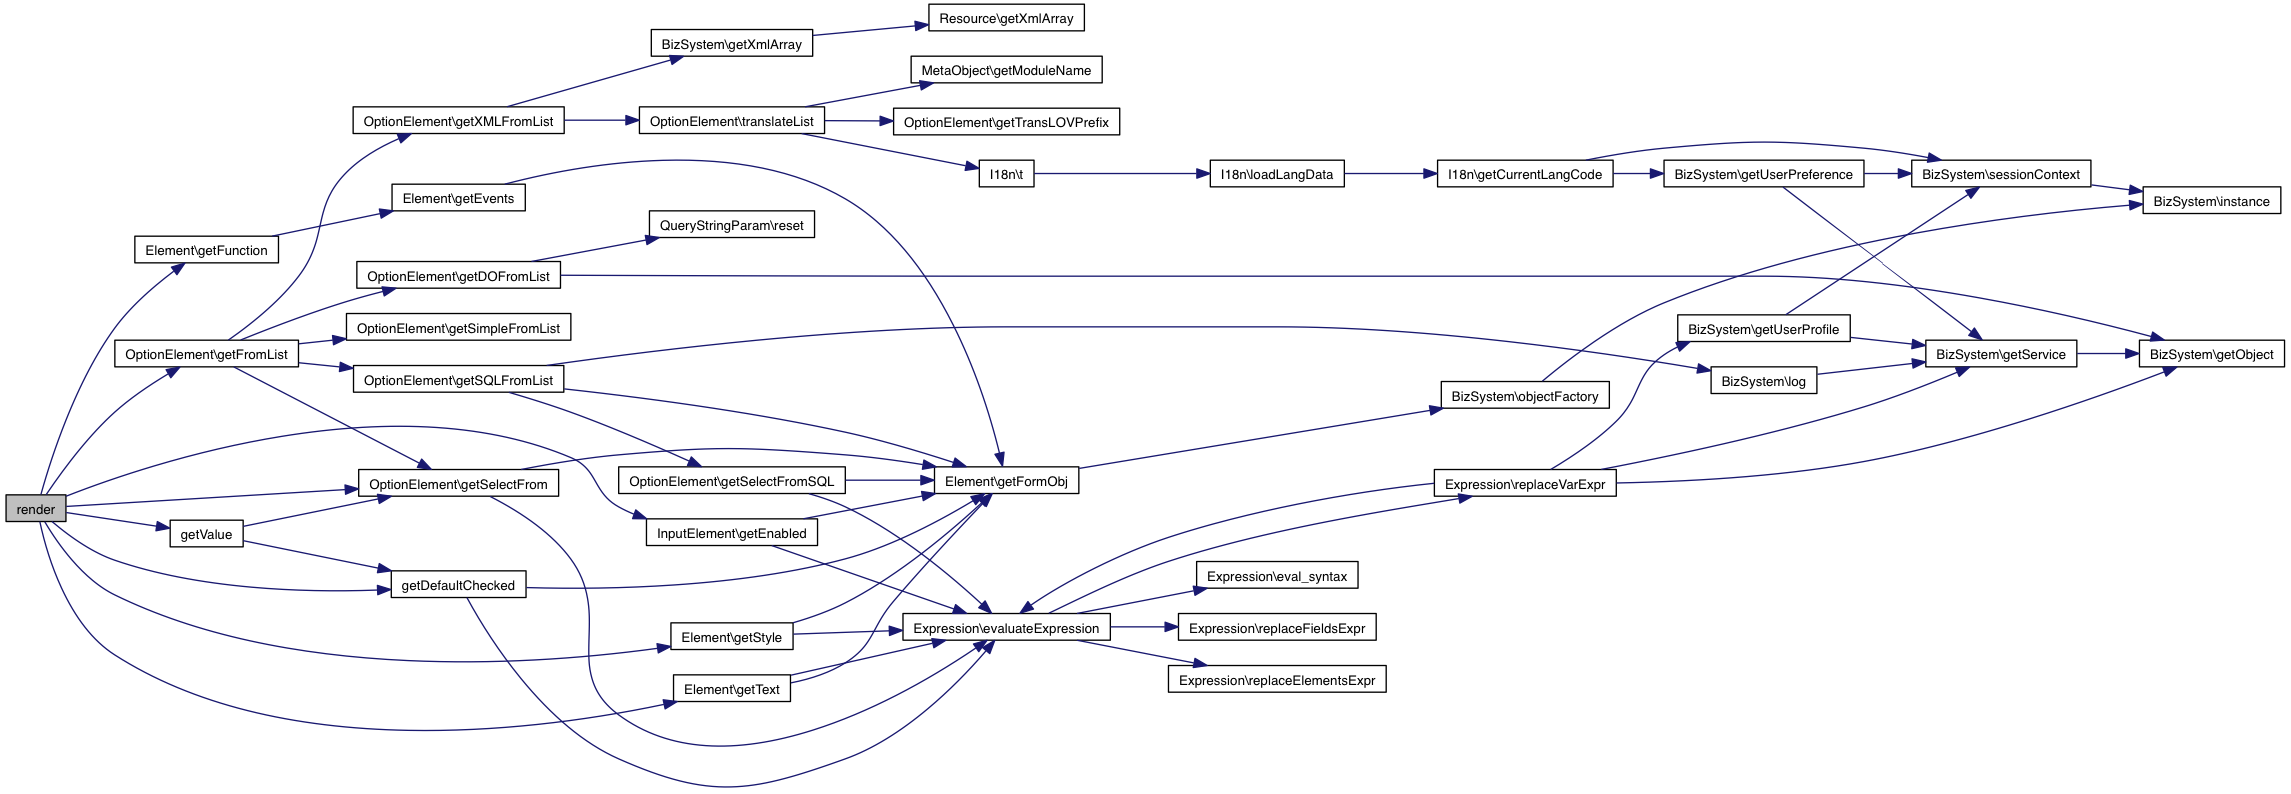 Resource\getXmlArray
BizSystem\getXmlArray
MetaObject\getModuleName
OptionElement\getXMLFromList
OptionElement\translateList
OptionElement\getTransLOVPrefix
I18n\t
I18n\loadLangData
I18n\getCurrentLangCode
BizSystem\getUserPreference
BizSystem\sessionContext
Element\getEvents
BizSystem\instance
QueryStringParam\reset
Element\getFunction
OptionElement\getDOFromList
OptionElement\getSimpleFromList
BizSystem\getUserProfile
OptionElement\getFromList
BizSystem\getService
BizSystem\getObject
OptionElement\getSQLFromList
BizSystem\log
BizSystem\objectFactory
OptionElement\getSelectFrom
OptionElement\getSelectFromSQL
Element\getFormObj
Expression\replaceVarExpr
render
getValue
InputElement\getEnabled
getDefaultChecked
Expression\eval_syntax
Element\getStyle
Expression\evaluateExpression
Expression\replaceFieldsExpr
Element\getText
Expression\replaceElementsExpr